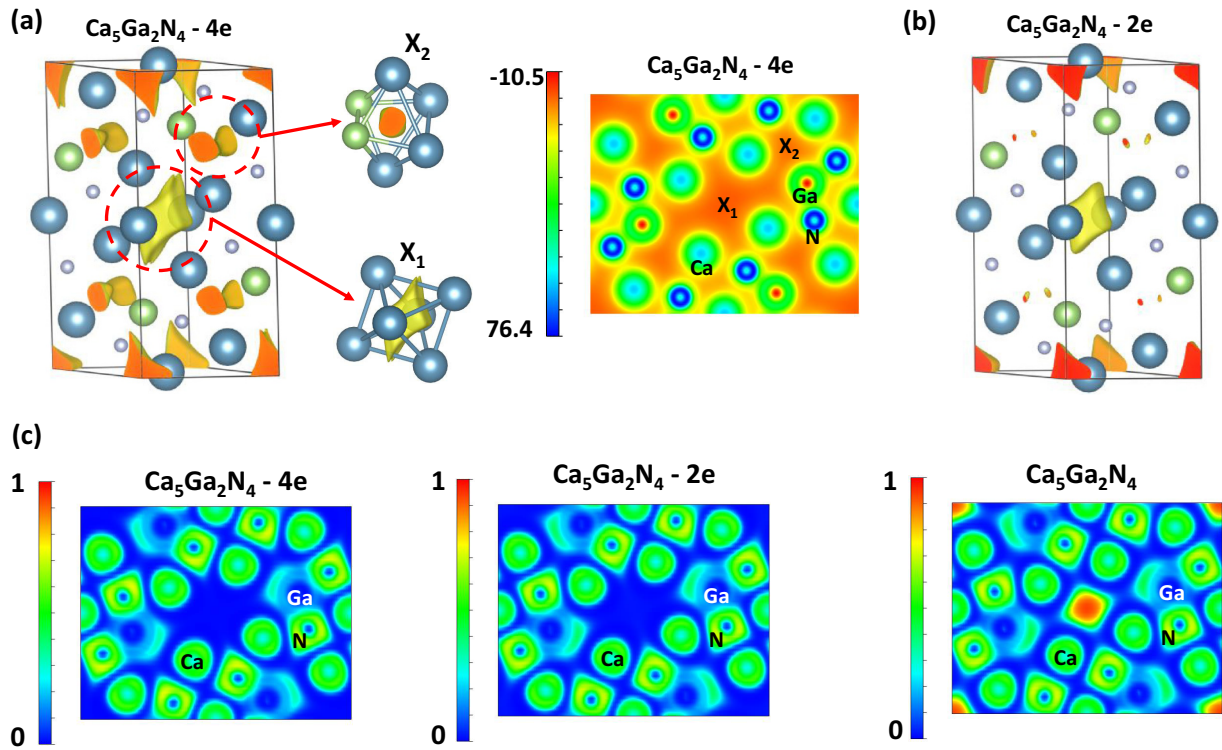 (a)
Ca₅Ga₂N₄ - 4e
X₂
X₁
-10.5
76.4
Ca₅Ga₂N₄ - 4e
X₂
X₁
Ga
N
Ca
(b)
Ca₅Ga₂N₄ - 2e
(c)
1
0
Ca₅Ga₂N₄ - 4e
Ga
N
Ca
1
0
Ca₅Ga₂N₄ - 2e
Ga
N
Ca
1
0
Ca₅Ga₂N₄
Ga
N
Ca